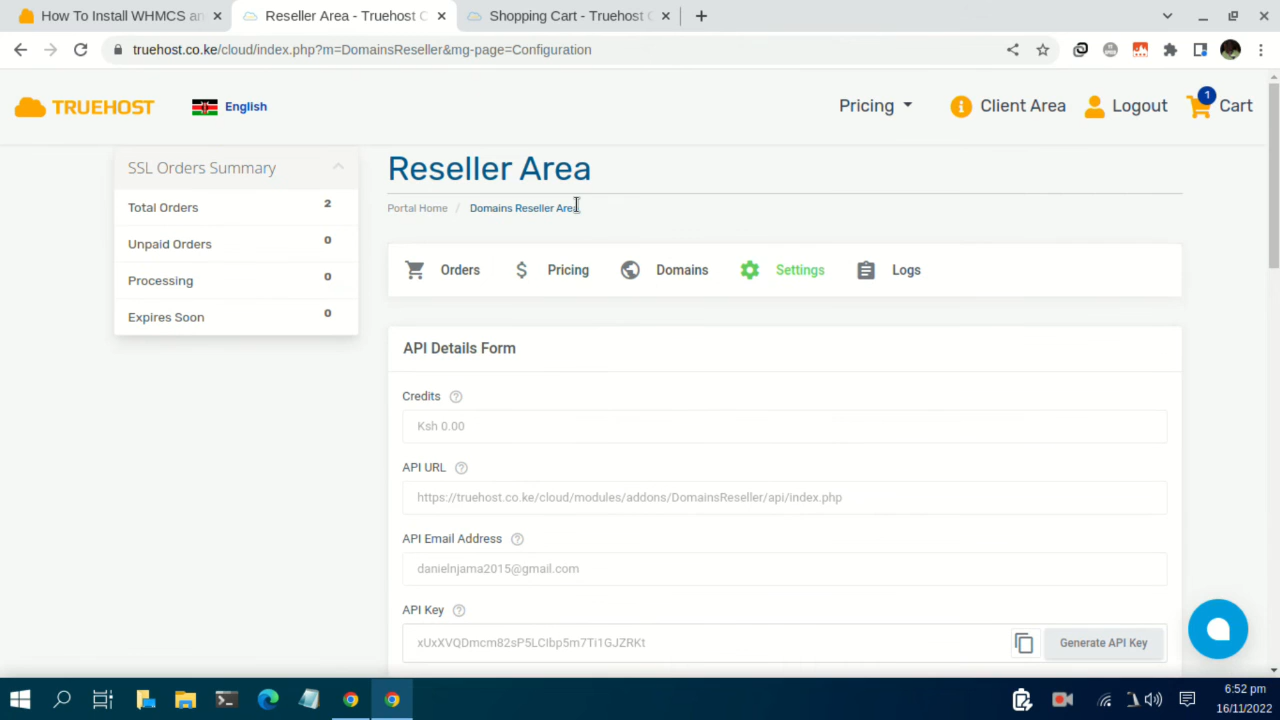 How To Install WHMCS an
Reseller Area - Truehost C
Shopping Cart - Truehost C
truehost.co.ke/cloud/index.php?m=DomainsReseller&mg-page=Configuration
TRUEHOST
English
Pricing
Client Area
Logout
1
Cart
SSL Orders Summary
Total Orders 2
Unpaid Orders 0
Processing 0
Expires Soon 0
Reseller Area
Portal Home / Domains Reseller Area
Orders
Pricing
Domains
Settings
Logs
API Details Form
Credits
Ksh 0.00
API URL
https://truehost.co.ke/cloud/modules/addons/DomainsReseller/api/index.php
API Email Address
danielnjama2015@gmail.com
API Key
xUxXVQDmcm82sP5LCIbp5m7Ti1GJZRKt
Generate API Key
6:52 pm
16/11/2022